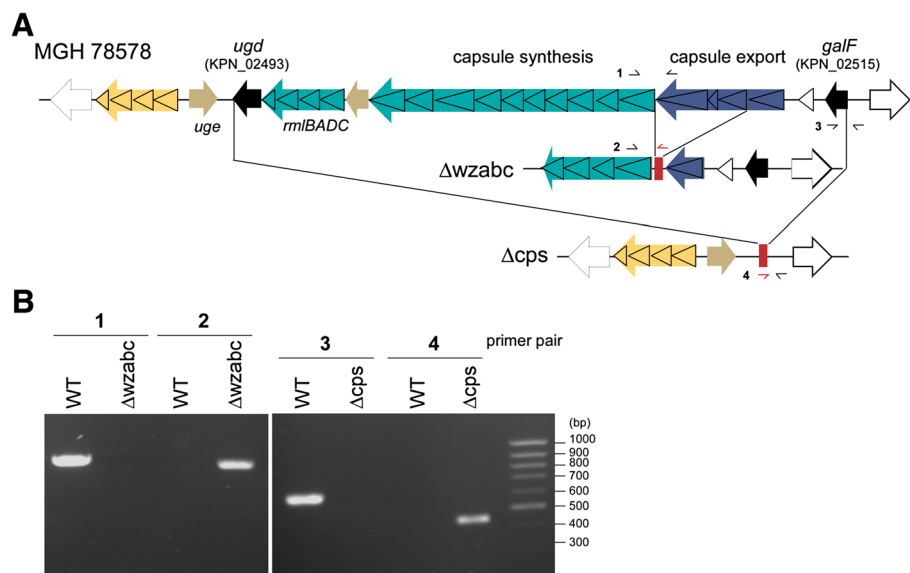 A
MGH 78578
ugd
(KPN_02493)
capsule synthesis
capsule export
galF
(KPN_02515)
1
uge
rmlBADC
3
2
Δwzabc
Δcps
4
B
1
2
3
4
primer pair
WT
Δwzabc
WT
Δwzabc
WT
Δcps
WT
Δcps
(bp)
1000
900
800
700
600
500
400
300